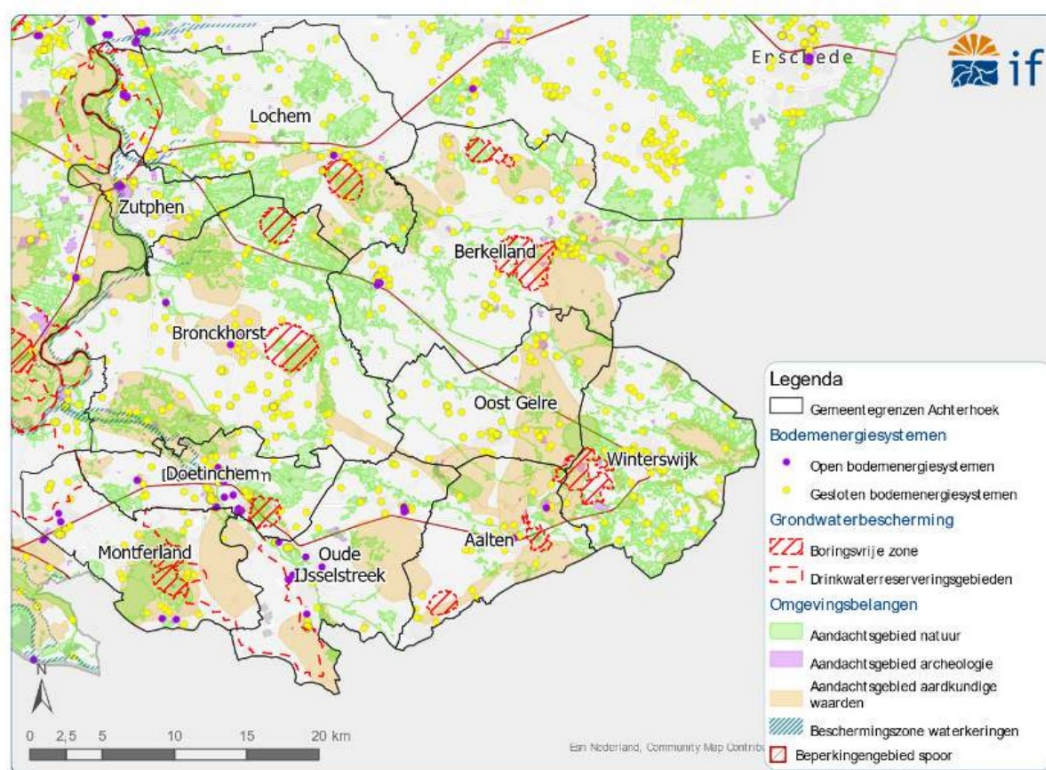 Enschede
if
Lochem
Zutphen
Berkelland
Bronckhorst
Oost Gelre
Winterswijk
[Doetinchem]
Aalten
Montferland
Oude
IJsselstreek
Legenda
Gemeentegrenzen Achterhoek
Bodemenergiesystemen
Open bodemenergiesystemen
Gesloten bodemenergiesystemen
Grondwaterbescherming
Boringsvrije zone
Drinkwaterreserveringsgebieden
Omgevingsbelangen
Aandachtsgebied natuur
Aandachtsgebied archeologie
Aandachtsgebied aardkundige
waarden
Beschermingszone waterkeringen
Beperkingengebied spoor
N
0 2,5 5 10 15 20 km
Esri Nederland, Community Map Contribu